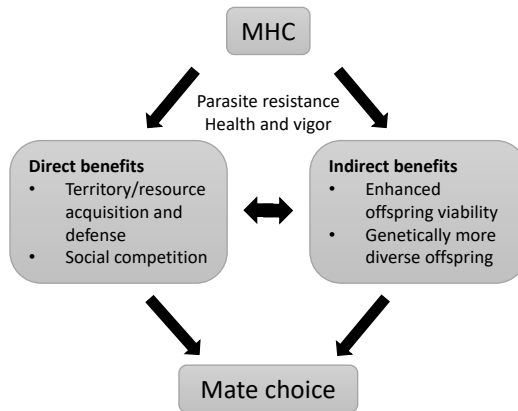 MHC
Parasite resistance
Health and vigor
Direct benefits
• Territory/resource
acquisition and
defense
• Social competition
Indirect benefits
• Enhanced
offspring viability
• Genetically more
diverse offspring
Mate choice